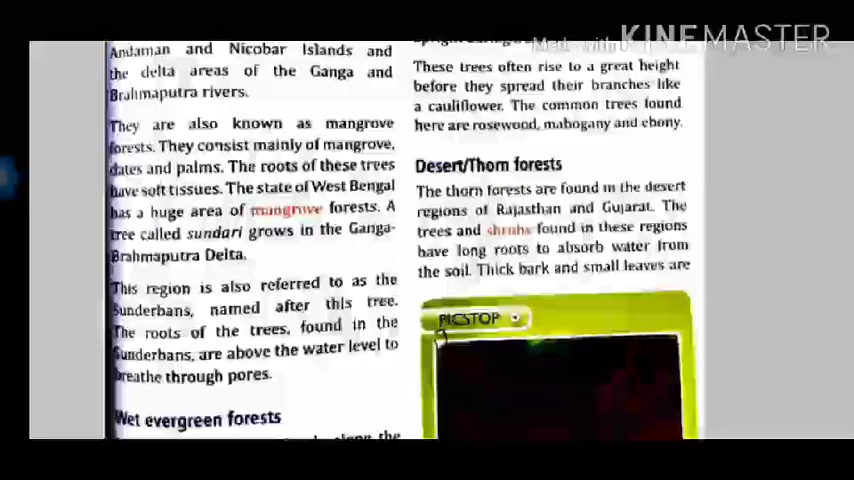 Made with KINEMASTER
Andaman and Nicobar Islands and
the delta areas of the Ganga and
Brahmaputra rivers.
They are also known as mangrove
forests. They consist mainly of mangrove,
dates and palms. The roots of these trees
have soft tissues. The state of West Bengal
has a huge area of mangrove forests. A
tree called sundari grows in the Ganga-
Brahmaputra Delta.
This region is also referred to as the
Sunderbans, named after this tree.
The roots of the trees, found in the
Sunderbans, are above the water level to
breathe through pores.
Wet evergreen forests
along the
These trees often rise to a great height
before they spread their branches like
a cauliflower. The common trees found
here are rosewood, mahogany and ebony.
Desert/Thorn forests
The thorn forests are found in the desert
regions of Rajasthan and Gujarat. The
trees and shrubs found in these regions
have long roots to absorb water from
the soil. Thick bark and small leaves are
PICSTOP